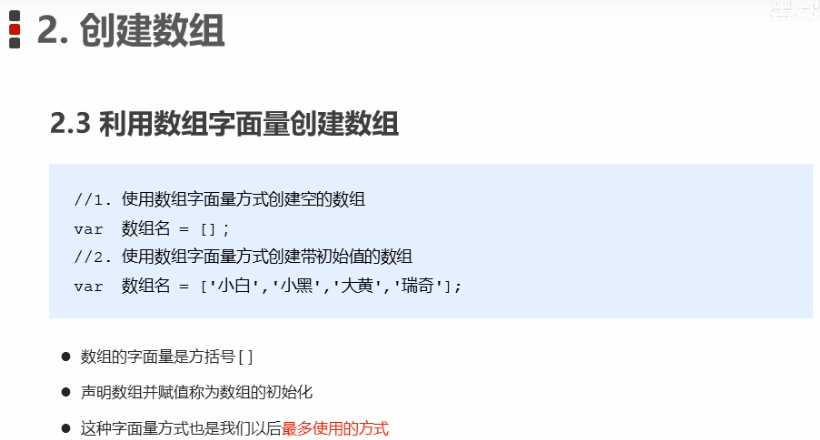 2. 创建数组
2.3 利用数组字面量创建数组
//1. 使用数组字面量方式创建空的数组
var 数组名 = [];
//2. 使用数组字面量方式创建带初始值的数组
var 数组名 = ['小白','小黑','大黄','瑞奇'];
● 数组的字面量是方括号[]
● 声明数组并赋值称为数组的初始化
● 这种字面量方式也是我们以后最多使用的方式